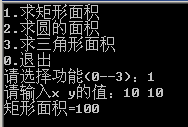 1.求矩形面积
2.求圆的面积
3.求三角形面积
0.退出
请选择功能(0--3): 1
请输入x y的值: 10 10
矩形面积=100